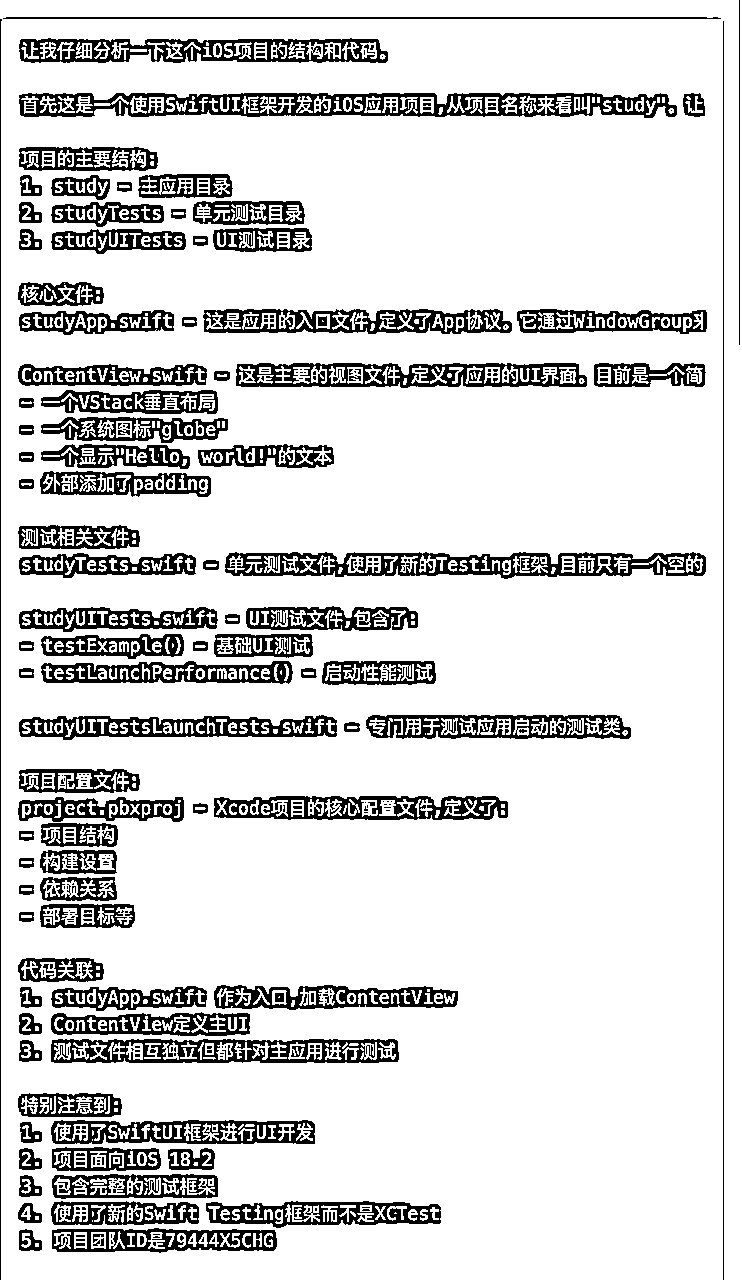 让我仔细分析一下这个iOS项目的结构和代码。
首先这是一个使用SwiftUI框架开发的iOS应用项目,从项目名称来看叫"study"。让
项目的主要结构:
1. study - 主应用目录
2. studyTests - 单元测试目录
3. studyUITests - UI测试目录
核心文件:
studyApp.swift - 这是应用的入口文件,定义了App协议。它通过WindowGroup
ContentView.swift - 这是主要的视图文件,定义了应用的UI界面。目前是一个简
- 一个VStack垂直布局
- 一个系统图标"globe"
- 一个显示"Hello, world!"的文本
- 外部添加了padding
测试相关文件:
studyTests.swift - 单元测试文件,使用了新的Testing框架,目前只有一个空的
studyUITests.swift - UI测试文件,包含了:
- testExample() - 基础UI测试
- testLaunchPerformance() - 启动性能测试
studyUITestsLaunchTests.swift - 专门用于测试应用启动的测试类。
项目配置文件:
project.pbxproj - Xcode项目的核心配置文件,定义了:
- 项目结构
- 构建设置
- 依赖关系
- 部署目标等
代码关联:
1. studyApp.swift 作为入口,加载ContentView
2. ContentView定义主UI
3. 测试文件相互独立但都针对主应用进行测试
特别注意到:
1. 使用了SwiftUI框架进行UI开发
2. 项目面向iOS 18.2
3. 包含完整的测试框架
4. 使用了新的Swift Testing框架而不是XCTest
5. 项目团队ID是79444X5CHG